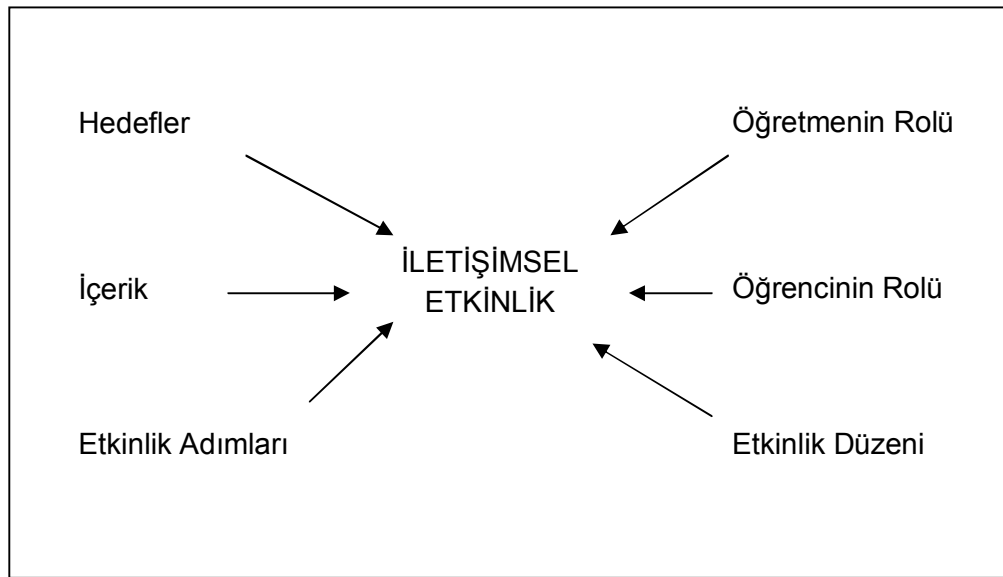 Hedefler
Öğretmenin Rolü
İLETİŞİMSEL
ETKİNLİK
İçerik
Öğrencinin Rolü
Etkinlik Adımları
Etkinlik Düzeni